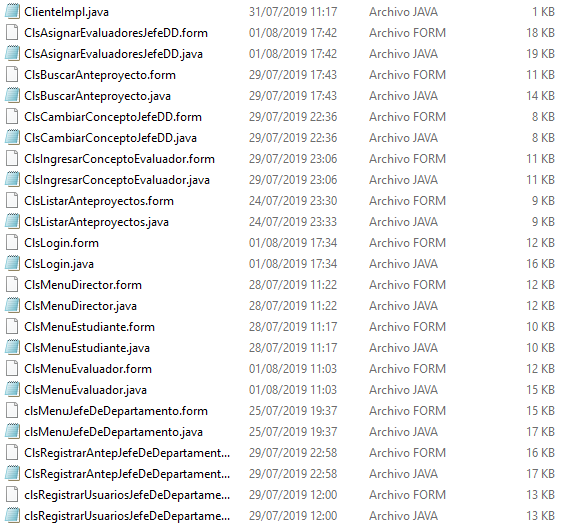 ClienteImpl.java 31/07/2019 11:17 Archivo JAVA 1 KB
ClsAsignarEvaluadoresJefeDD.form 01/08/2019 17:42 Archivo FORM 18 KB
ClsAsignarEvaluadoresJefeDD.java 01/08/2019 17:42 Archivo JAVA 19 KB
ClsBuscarAnteproyecto.form 29/07/2019 17:43 Archivo FORM 11 KB
ClsBuscarAnteproyecto.java 29/07/2019 17:43 Archivo JAVA 14 KB
ClsCambiarConceptoJefeDD.form 29/07/2019 22:36 Archivo FORM 8 KB
ClsCambiarConceptoJefeDD.java 29/07/2019 22:36 Archivo JAVA 8 KB
ClsIngresarConceptoEvaluador.form 29/07/2019 23:06 Archivo FORM 11 KB
ClsIngresarConceptoEvaluador.java 29/07/2019 23:06 Archivo JAVA 11 KB
ClsListarAnteproyectos.form 24/07/2019 23:30 Archivo FORM 9 KB
ClsListarAnteproyectos.java 24/07/2019 23:33 Archivo JAVA 9 KB
ClsLogin.form 01/08/2019 17:34 Archivo FORM 12 KB
ClsLogin.java 01/08/2019 17:34 Archivo JAVA 16 KB
ClsMenuDirector.form 28/07/2019 11:22 Archivo FORM 12 KB
ClsMenuDirector.java 28/07/2019 11:22 Archivo JAVA 12 KB
ClsMenuEstudiante.form 28/07/2019 11:17 Archivo FORM 10 KB
ClsMenuEstudiante.java 28/07/2019 11:17 Archivo JAVA 10 KB
ClsMenuEvaluador.form 01/08/2019 11:03 Archivo FORM 12 KB
ClsMenuEvaluador.java 01/08/2019 11:03 Archivo JAVA 15 KB
clsMenuJefeDeDepartamento.form 25/07/2019 19:37 Archivo FORM 15 KB
clsMenuJefeDeDepartamento.java 25/07/2019 19:37 Archivo JAVA 17 KB
ClsRegistrarAntepJefeDeDepartament... 29/07/2019 22:58 Archivo FORM 16 KB
ClsRegistrarAntepJefeDeDepartament... 29/07/2019 22:58 Archivo JAVA 17 KB
clsRegistrarUsuariosJefeDeDepartame... 29/07/2019 12:00 Archivo FORM 13 KB
clsRegistrarUsuariosJefeDeDepartame... 29/07/2019 12:00 Archivo JAVA 13 KB